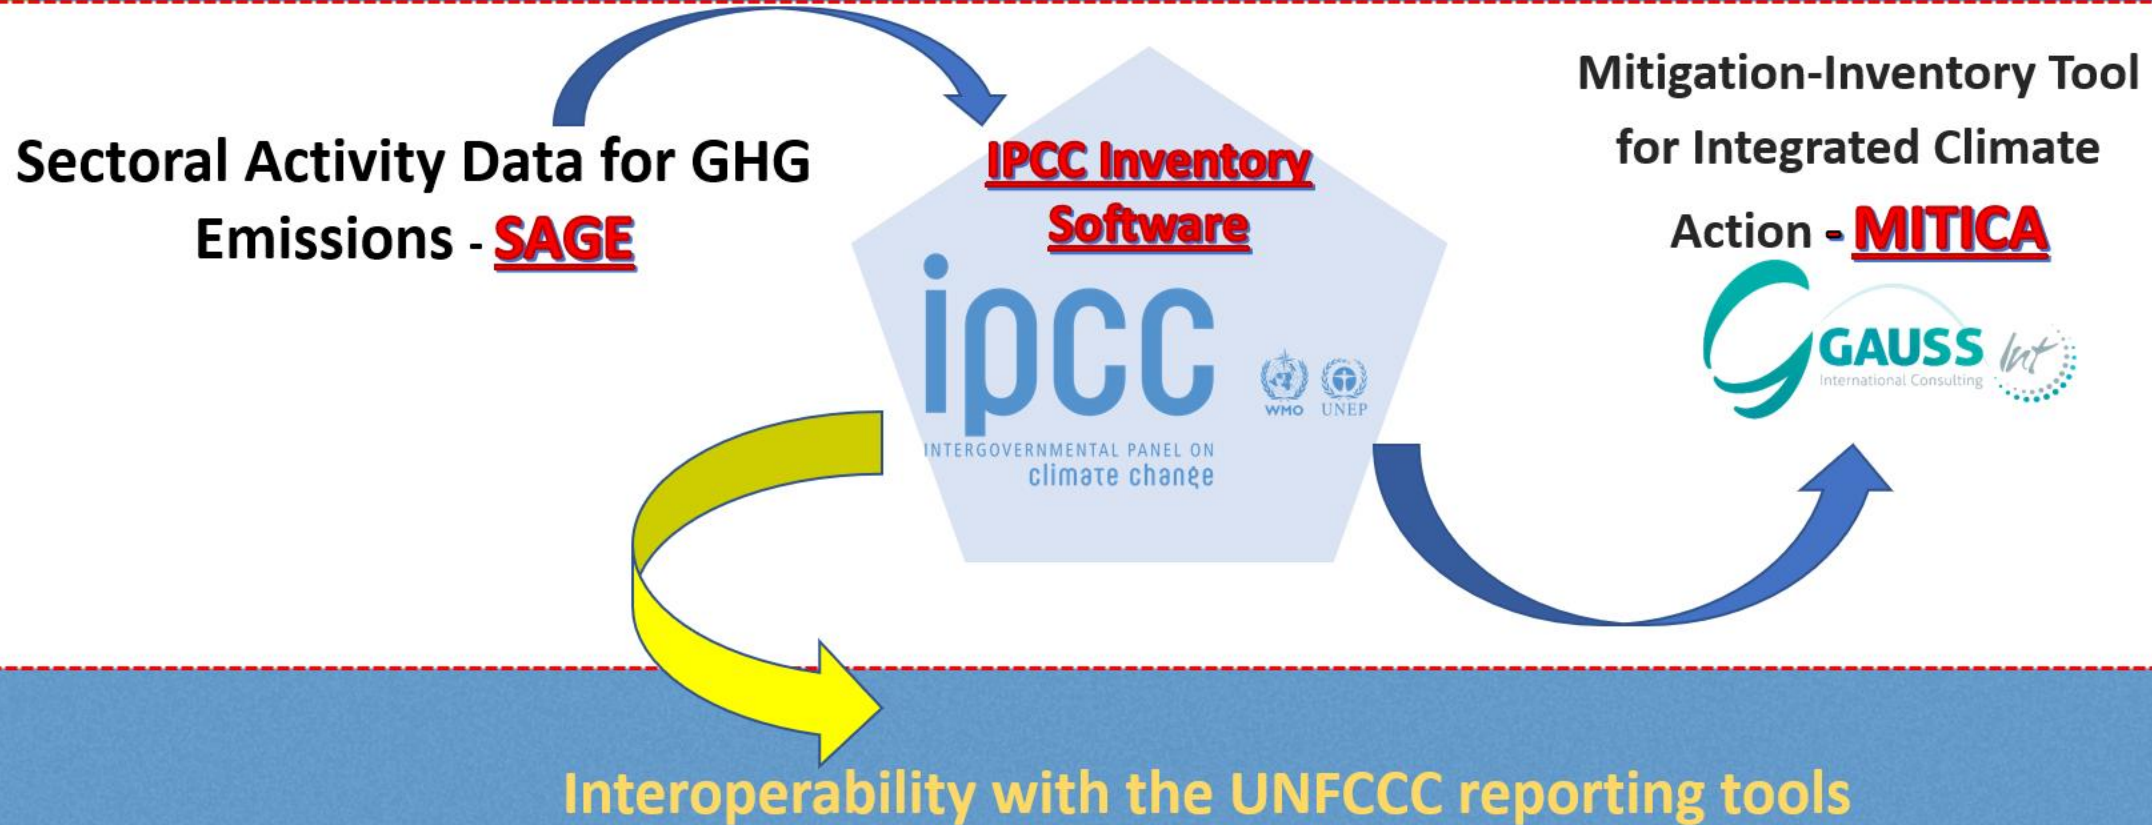 Sectoral Activity Data for GHG
Emissions - SAGE
IPCC Inventory
Software
ipcc
WMO UNEP
INTERGOVERNMENTAL PANEL ON
climate change
Mitigation-Inventory Tool
for Integrated Climate
Action - MITICA
GAUSS Int
International Consulting
Interoperability with the UNFCCC reporting tools